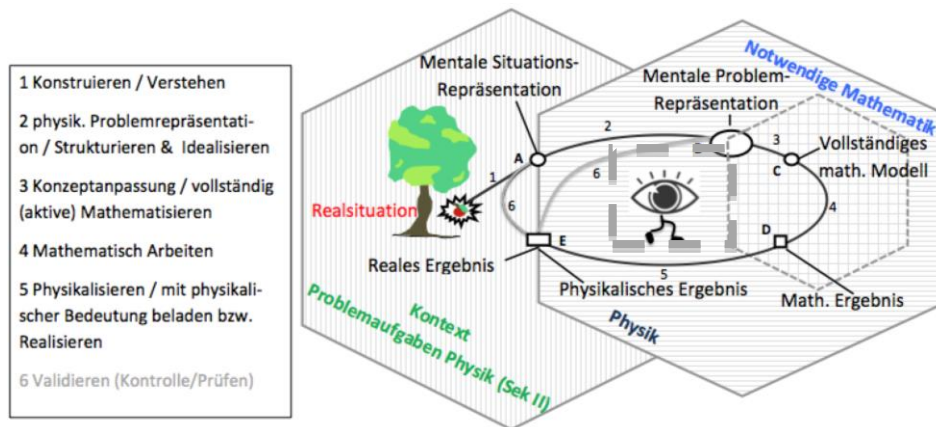 1 Konstruieren / Verstehen
2 physik. Problemrepräsentati-
on / Strukturieren & Idealisieren
3 Konzeptanpassung / vollständig
(aktive) Mathematisieren
4 Mathematisch Arbeiten
5 Physikalisieren / mit physikali-
scher Bedeutung beladen bzw.
Realisieren
6 Validieren (Kontrolle/Prüfen)
Mentale Situations-
Repräsentation
Mentale Problem-
Repräsentation
Notwendige Mathematik
2
3
A
I
C
Vollständiges
math. Modell
1
6
6
4
Realsituation
E
D
Reales Ergebnis
5
Physikalisches Ergebnis
Math. Ergebnis
Kontext
Problemaufgaben Physik (Sek II)
Physik